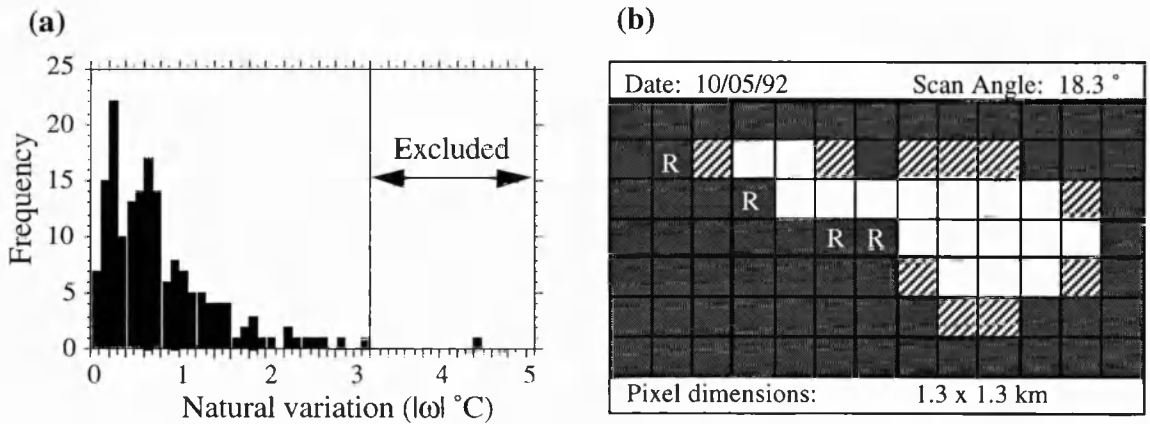 (a)
25
20
15
10
5
0
Frequency
Excluded
0 1 2 3 4 5
Natural variation (|ω| °C)
(b)
Date: 10/05/92 Scan Angle: 18.3 °
R
R
R R
Pixel dimensions: 1.3 x 1.3 km